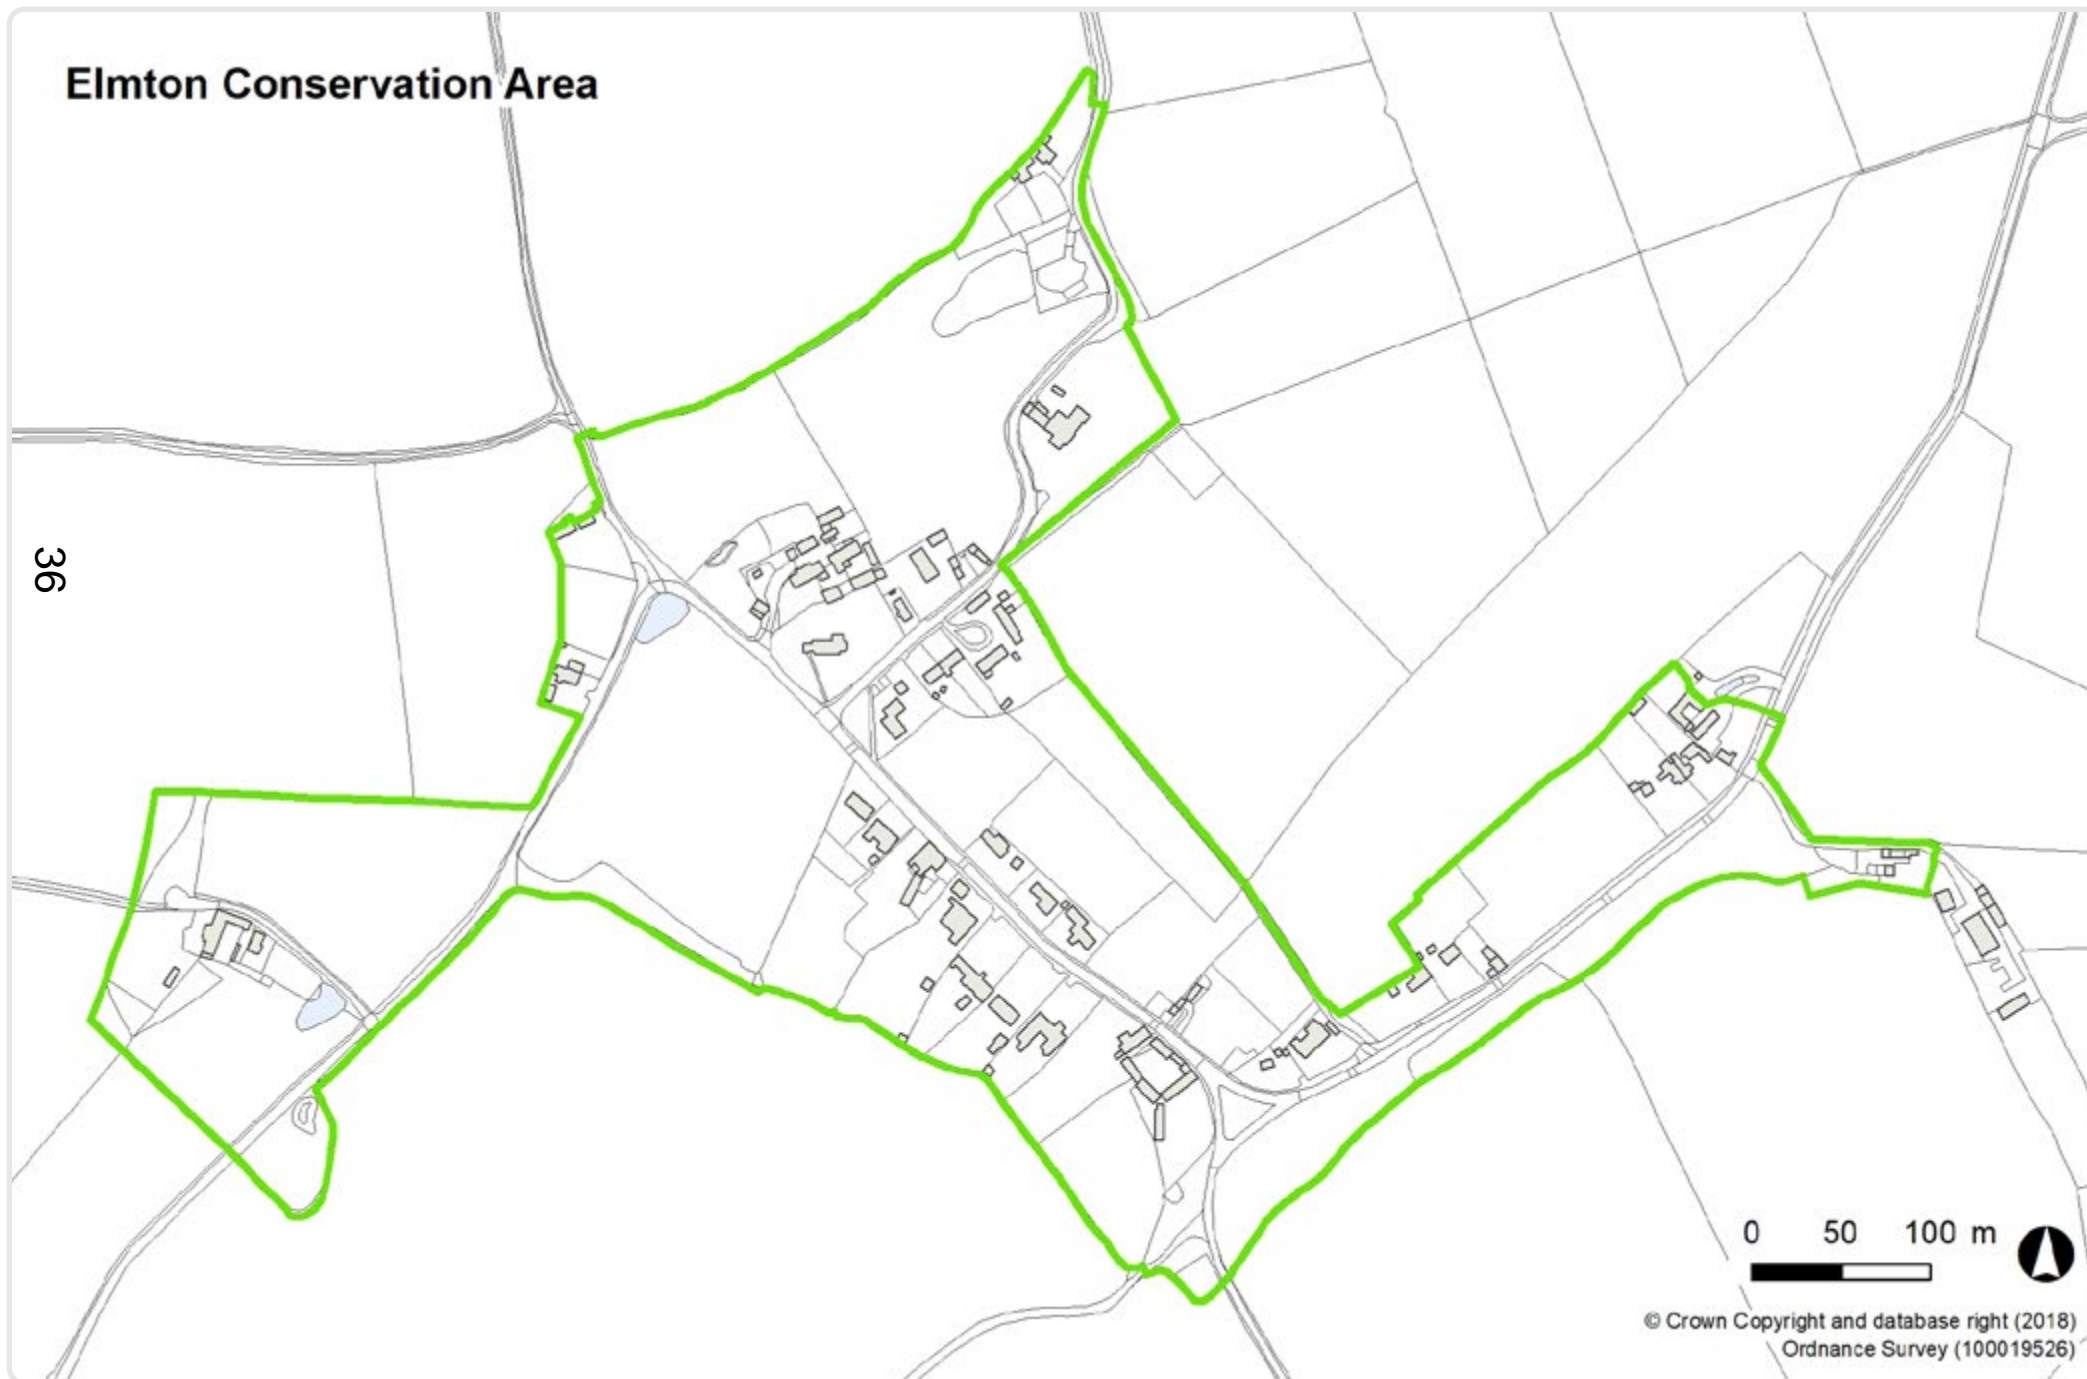 Elmton Conservation Area
36
0 50 100 m
© Crown Copyright and database right (2018)
Ordnance Survey (100019526)